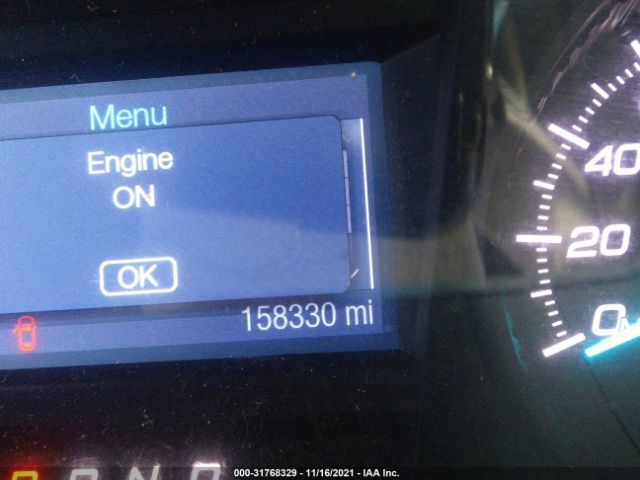 Menu
Engine
ON
OK
158330 mi
40
20
0
N
000-31768329 - 11/16/2021 - IAA Inc.